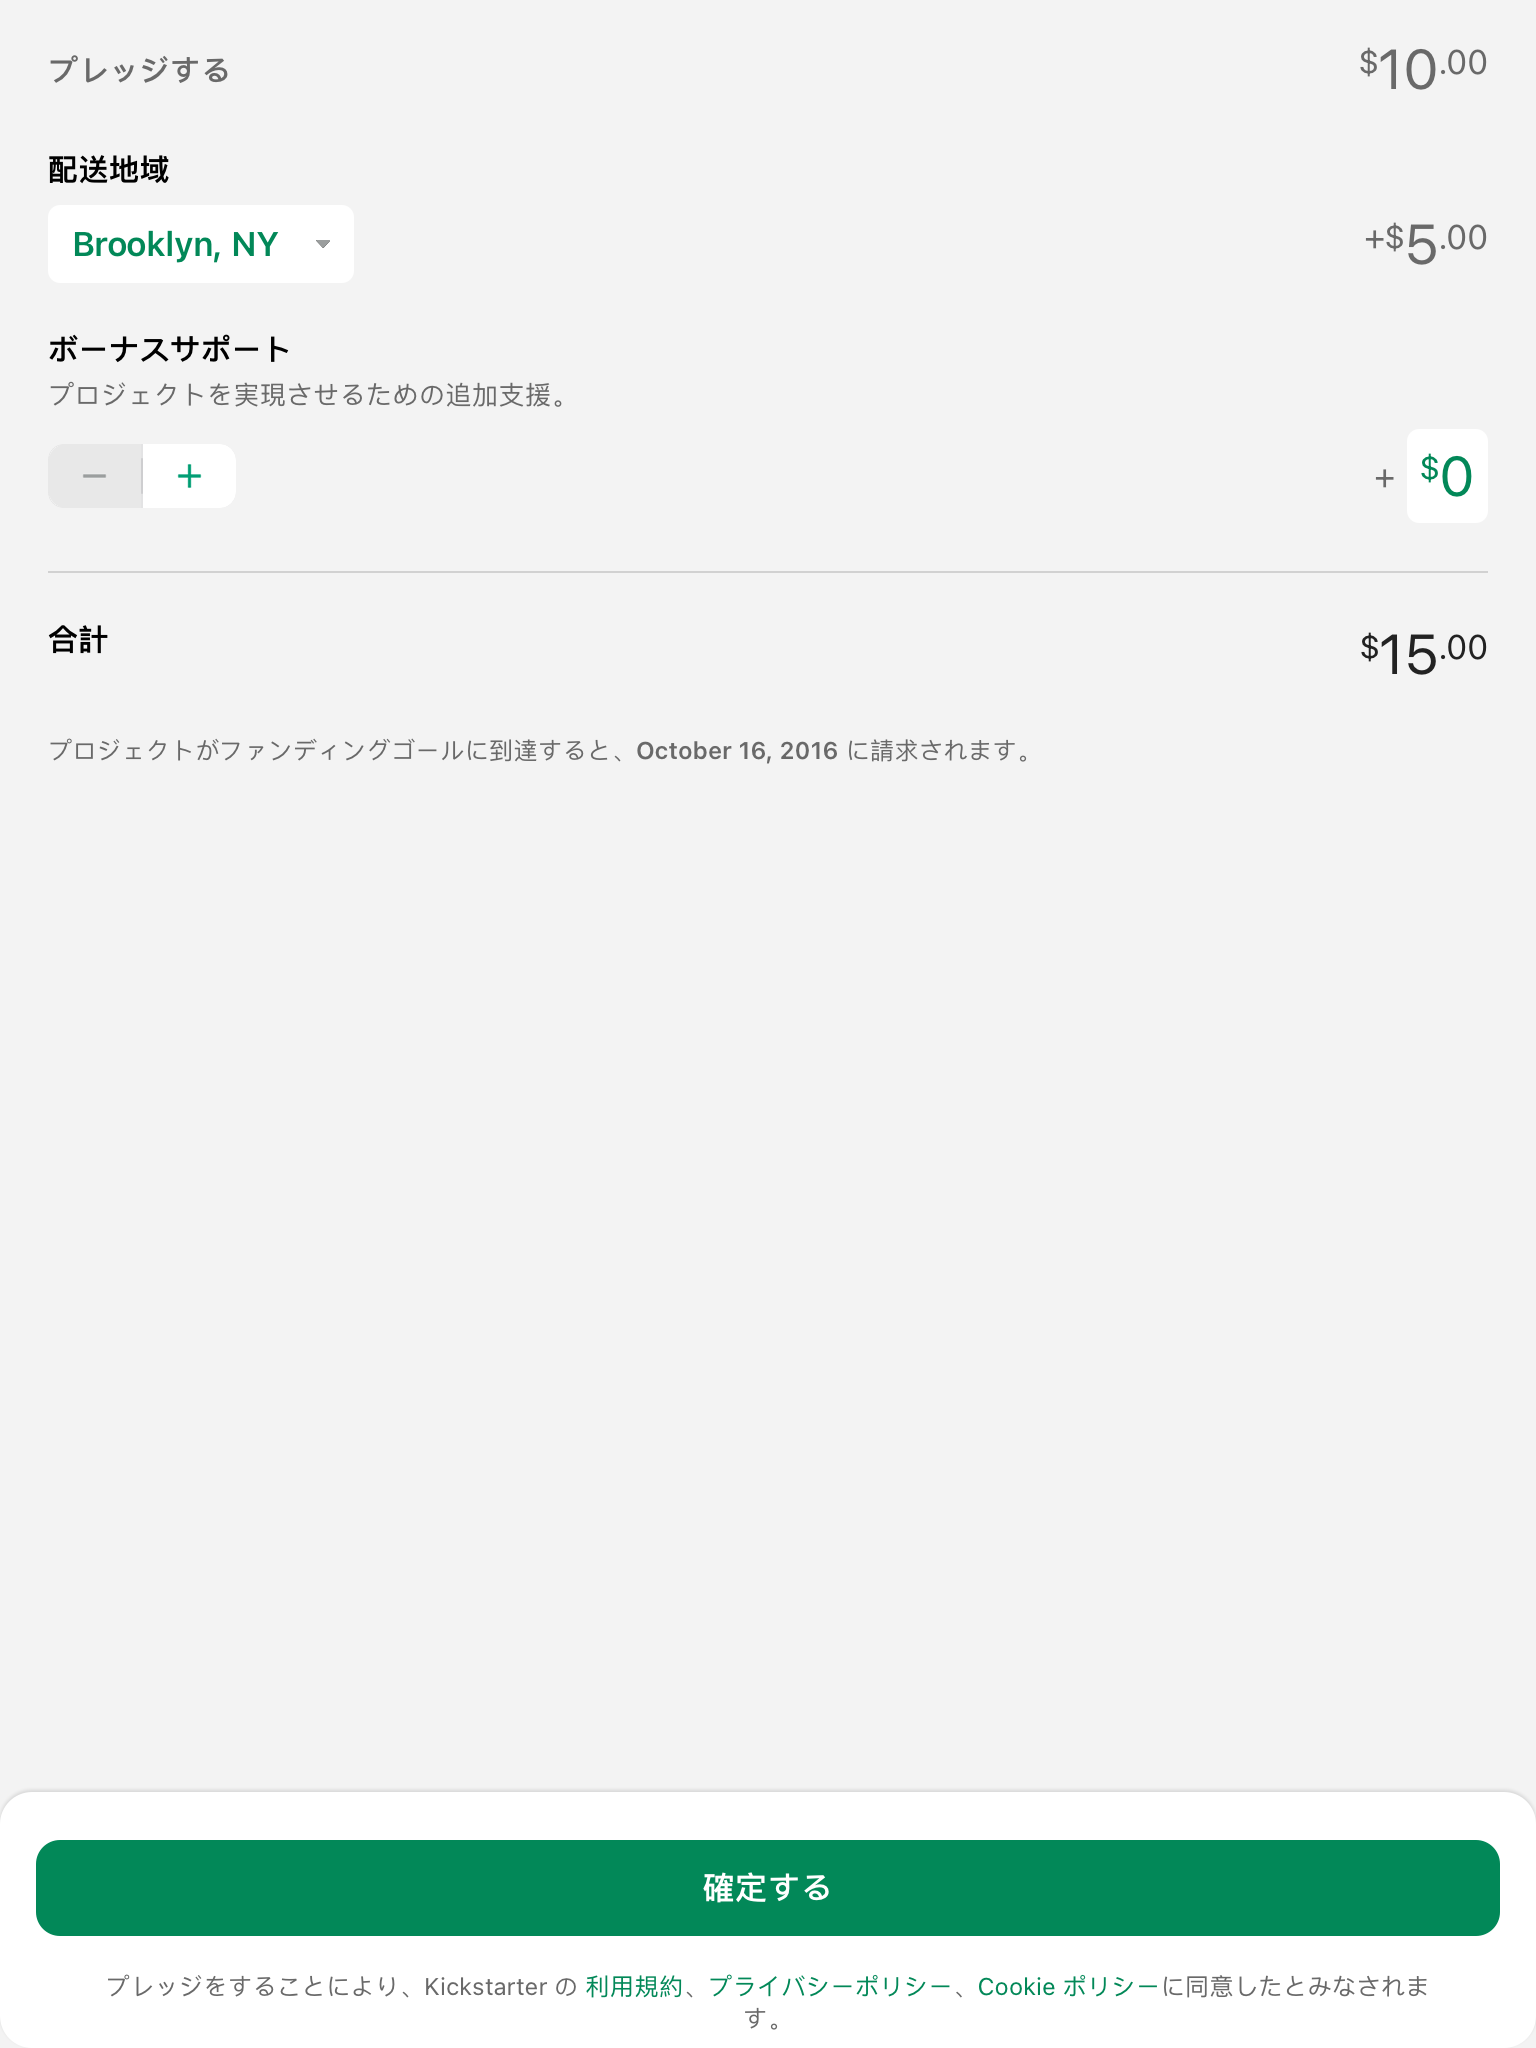 プレッジする $10.00
配送地域
Brooklyn, NY +$5.00
ボーナスサポート
プロジェクトを実現させるための追加支援。
− + + $0
合計 $15.00
プロジェクトがファンディングゴールに到達すると、October 16, 2016 に請求されます。
確定する
プレッジをすることにより、Kickstarter の 利用規約、プライバシーポリシー、Cookie ポリシーに同意したとみなされま
す。